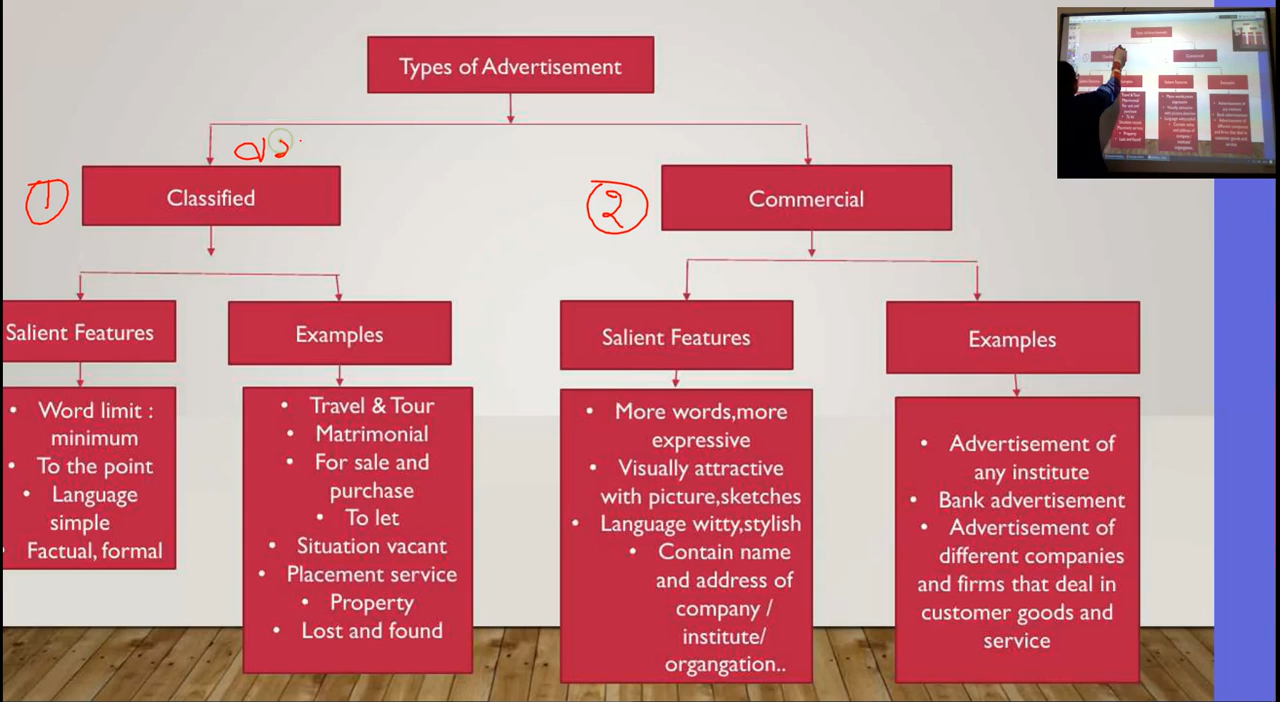 Types of Advertisement
①
Classified
②
Commercial
Salient Features
Examples
Salient Features
Examples
• Word limit :
minimum
• To the point
• Language
simple
• Factual, formal
• Travel & Tour
• Matrimonial
• For sale and
purchase
• To let
• Situation vacant
• Placement service
• Property
• Lost and found
• More words,more
expressive
• Visually attractive
with picture,sketches
• Language witty,stylish
• Contain name
and address of
company /
institute/
organgation..
• Advertisement of
any institute
• Bank advertisement
• Advertisement of
different companies
and firms that deal in
customer goods and
service